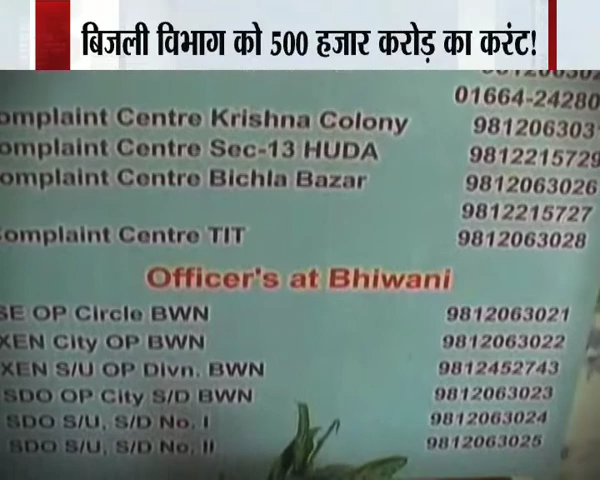 बिजली विभाग को 500 हजार करोड़ का करंट!
01664-24280
omplaint Centre Krishna Colony 981206303
omplaint Centre Sec-13 HUDA 9812215729
omplaint Centre Bichla Bazar 9812063026
9812215727
Complaint Centre TIT 9812063028
Officer's at Bhiwani
SE OP Circle BWN 9812063021
XEN City OP BWN 9812063022
XEN S/U OP Divn. BWN 9812452743
SDO OP City S/D BWN 9812063023
SDO S/U, S/D No. I 9812063024
SDO S/U, S/D No. II 9812063025